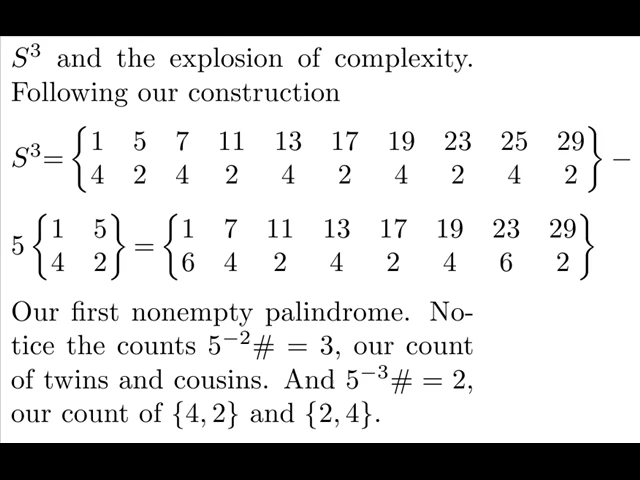 S³ and the explosion of complexity.
Following our construction
S³= {1 5 7 11 13 17 19 23 25 29
4 2 4 2 4 2 4 2 4 2} −
5 {1 5
4 2} = {1 7 11 13 17 19 23 29
6 4 2 4 2 4 6 2}
Our first nonempty palindrome. No-
tice the counts 5⁻²# = 3, our count
of twins and cousins. And 5⁻³# = 2,
our count of {4, 2} and {2, 4}.